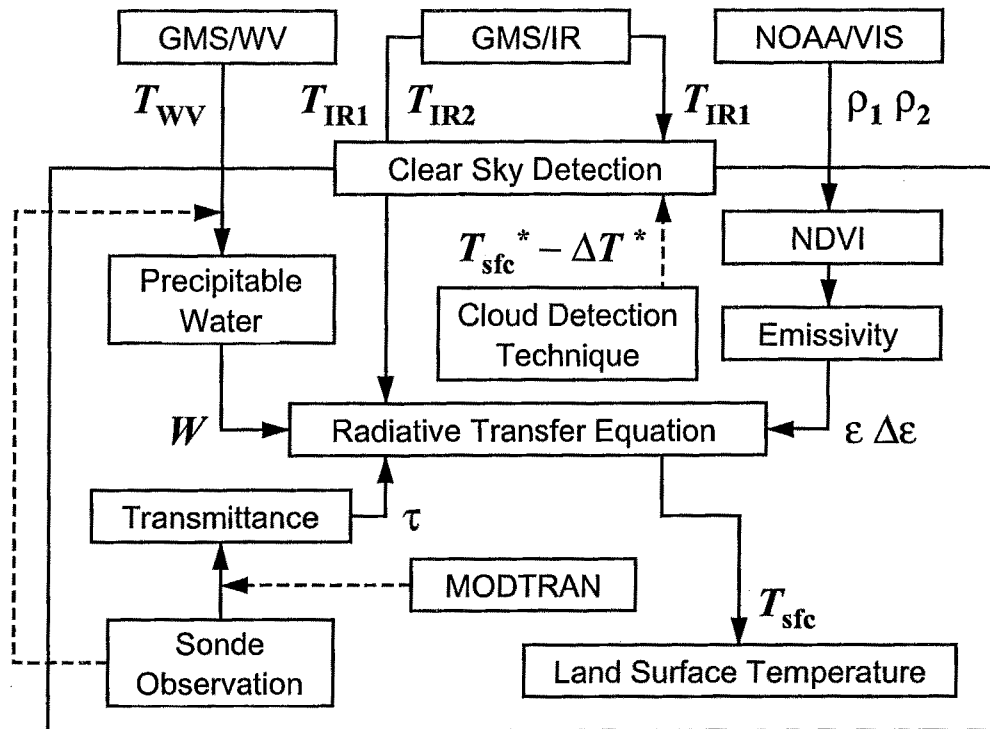 GMS/WV
GMS/IR
NOAA/VIS
T_WV
T_IR1
T_IR2
T_IR1
ρ₁ ρ₂
Clear Sky Detection
NDVI
T_sfc* − ΔT*
Precipitable
Water
Cloud Detection
Technique
Emissivity
W
Radiative Transfer Equation
ε Δε
Transmittance
τ
MODTRAN
T_sfc
Sonde
Observation
Land Surface Temperature